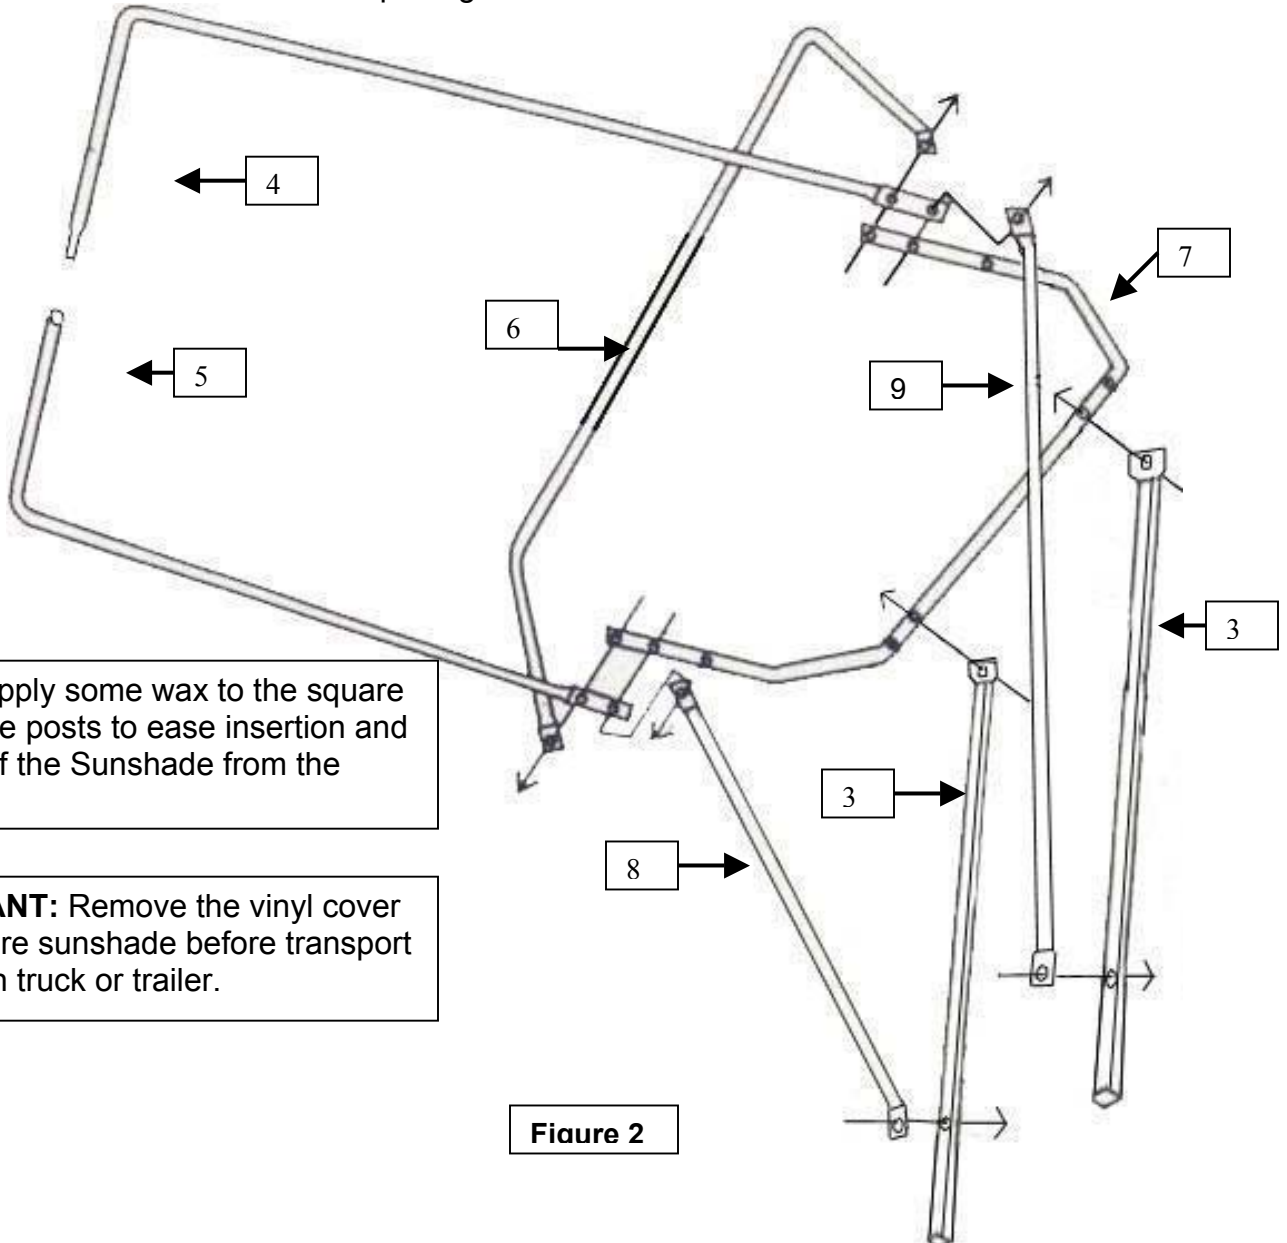 4
7
6
5
9
3
pply some wax to the square
e posts to ease insertion and
f the Sunshade from the
3
8
ANT: Remove the vinyl cover
re sunshade before transport
n truck or trailer.
Figure 2